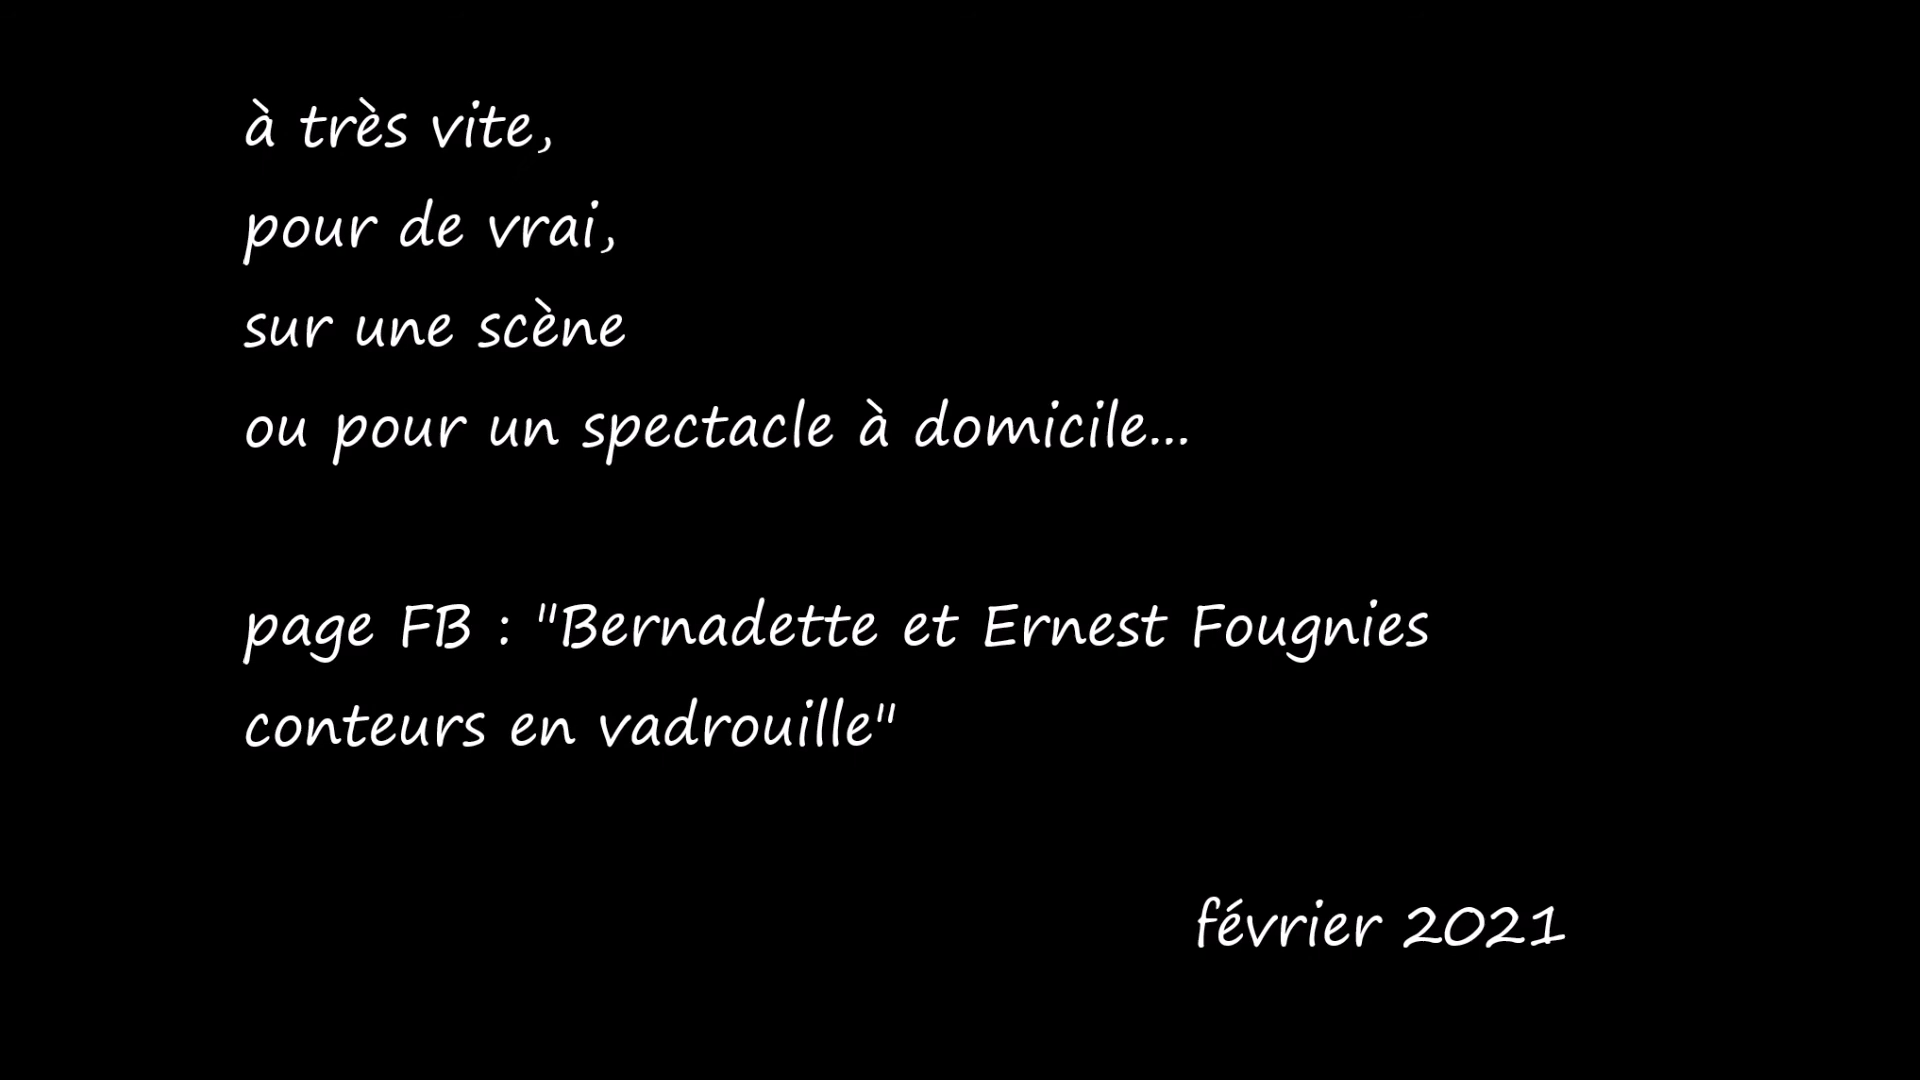 à très vite,
pour de vrai,
sur une scène
ou pour un spectacle à domicile...
page FB : "Bernadette et Ernest Fougnies
conteurs en vadrouille"
février 2021